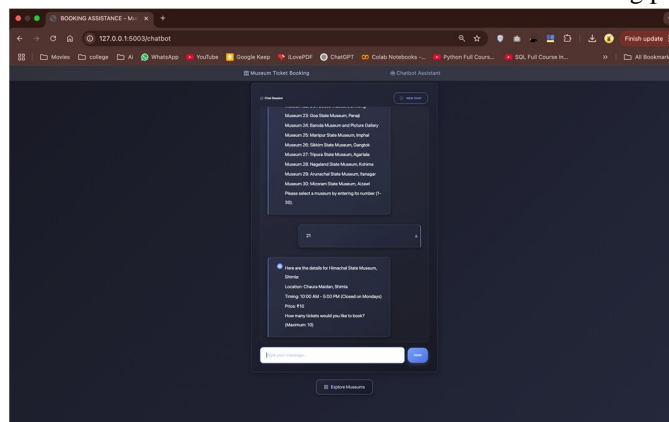 BOOKING ASSISTANCE – Mu
127.0.0.1:5003/chatbot
Finish update
Movies
college
AI
WhatsApp
YouTube
Google Keep
iLovePDF
ChatGPT
Colab Notebooks -...
Python Full Cours...
SQL Full Course in...
All Bookmark
Museum Ticket Booking
Chatbot Assistant
Chat Session
NEW CHAT
Museum 23: Goa State Museum, Panaji
Museum 24: Baroda Museum and Picture Gallery
Museum 25: Manipur State Museum, Imphal
Museum 26: Sikkim State Museum, Gangtok
Museum 27: Tripura State Museum, Agartala
Museum 28: Nagaland State Museum, Kohima
Museum 29: Arunachal State Museum, Itanagar
Museum 30: Mizoram State Museum, Aizawl
Please select a museum by entering its number (1-
30).
21
Here are the details for Himachal State Museum,
Shimla:
Location: Chaura Maidan, Shimla
Timing: 10:00 AM - 5:00 PM (Closed on Mondays)
Price: ₹10
How many tickets would you like to book?
(Maximum: 10)
Type your message...
SEND
Explore Museums